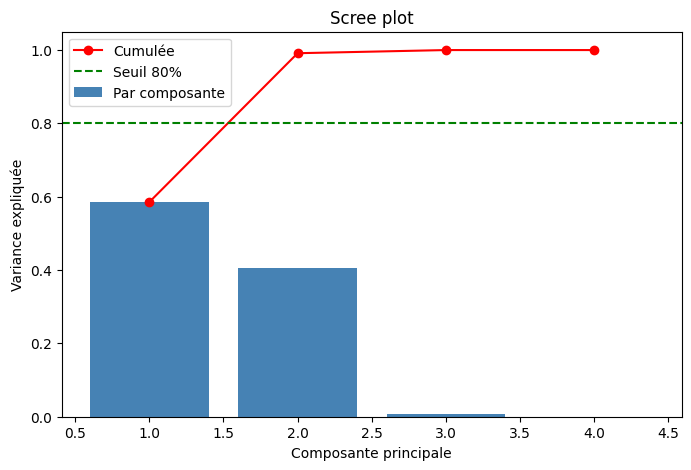 Scree plot
Cumulée
Seuil 80%
Par composante
Variance expliquée
1.0
0.8
0.6
0.4
0.2
0.0
0.5 1.0 1.5 2.0 2.5 3.0 3.5 4.0 4.5
Composante principale